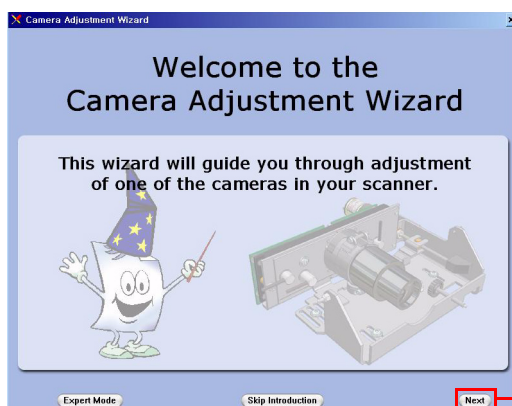 Camera Adjustment Wizard
Welcome to the
Camera Adjustment Wizard
This wizard will guide you through adjustment
of one of the cameras in your scanner.
Expert Mode
Skip Introduction
Next